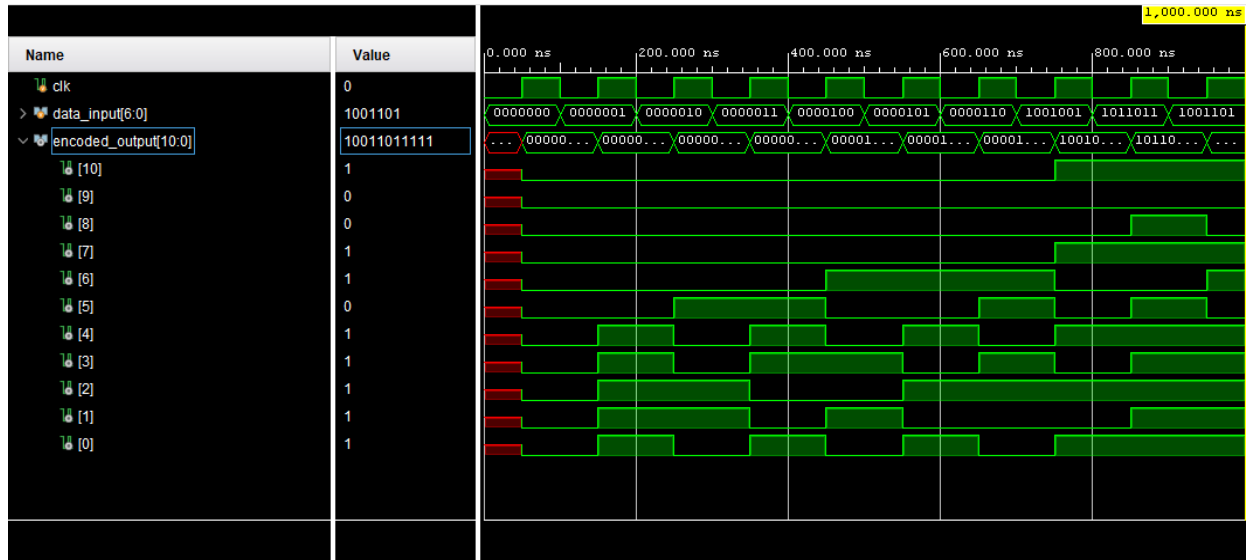 1,000.000 ns
Name Value 0.000 ns 200.000 ns 400.000 ns 600.000 ns 800.000 ns
clk 0
data_input[6:0] 1001101 0000000 0000001 0000010 0000011 0000100 0000101 0000110 1001001 1011011 1001101
encoded_output[10:0] 10011011111 ... 00000... 00000... 00000... 00000... 00001... 00001... 00001... 10010... 10110... ...
[10] 1
[9] 0
[8] 0
[7] 1
[6] 1
[5] 0
[4] 1
[3] 1
[2] 1
[1] 1
[0] 1